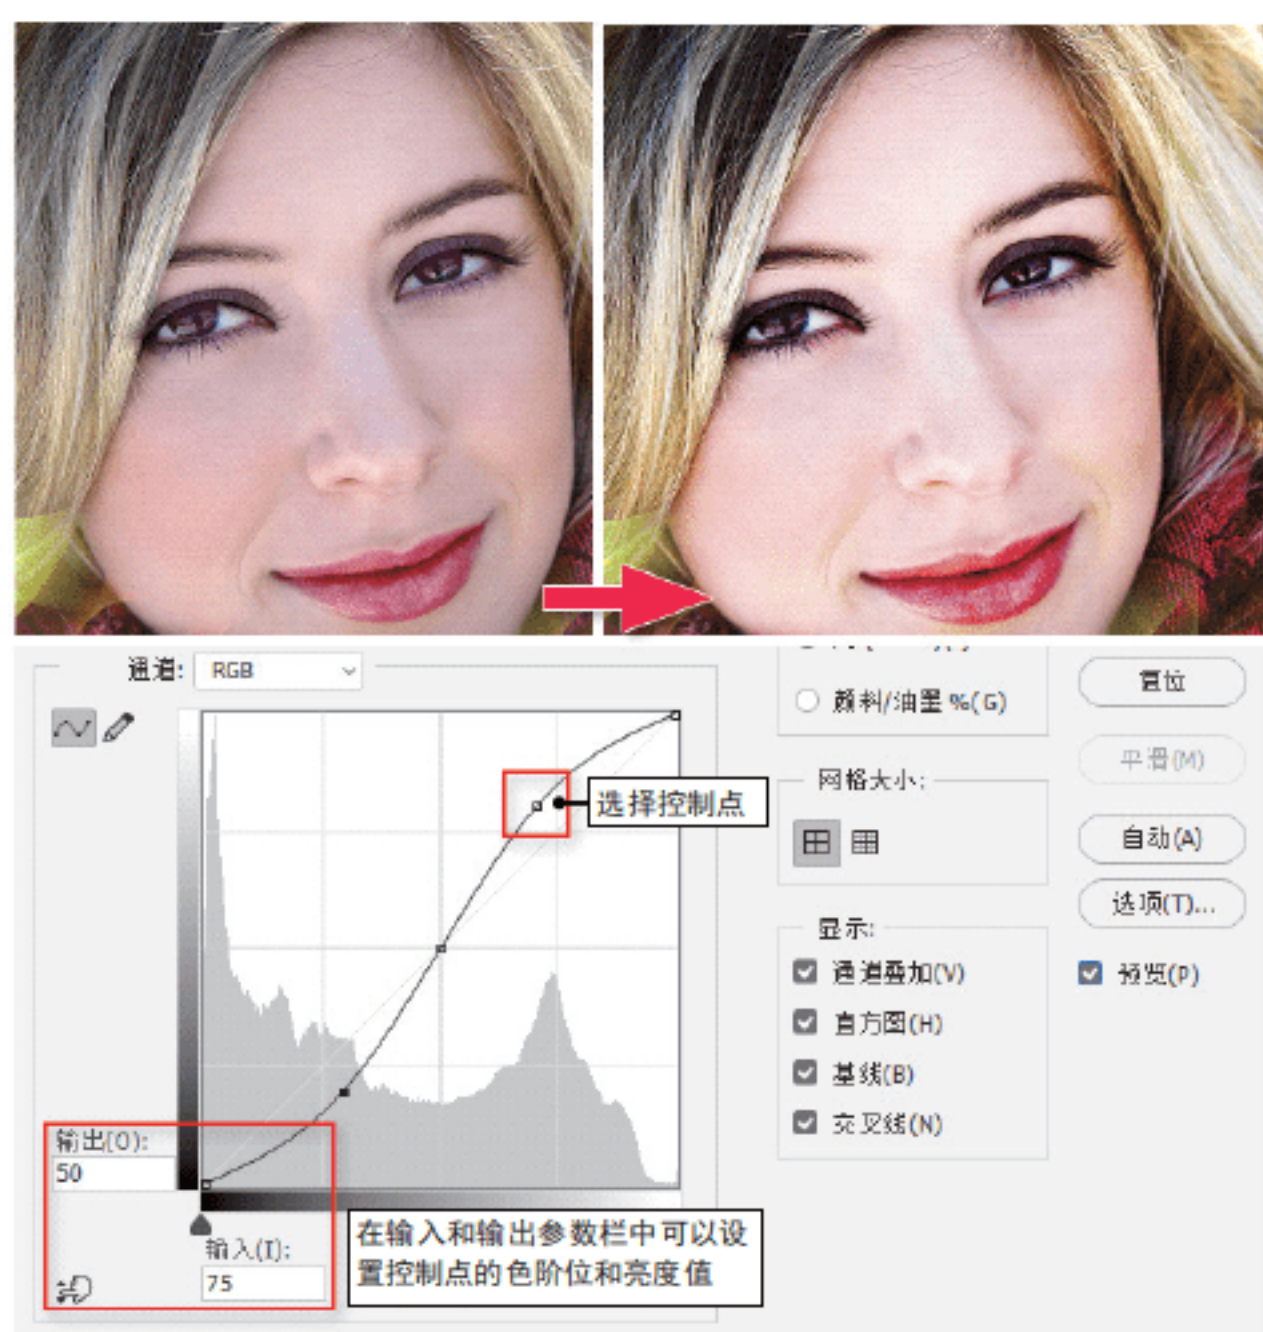 通道: RGB
颜料/油墨 %(G)
复位
平滑(M)
网格大小:
选择控制点
自动(A)
选项(T)...
显示:
通道叠加(V)
预览(P)
直方图(H)
基线(B)
交叉线(N)
输出(O):
50
输入(I):
75
在输入和输出参数栏中可以设
置控制点的色阶位和亮度值